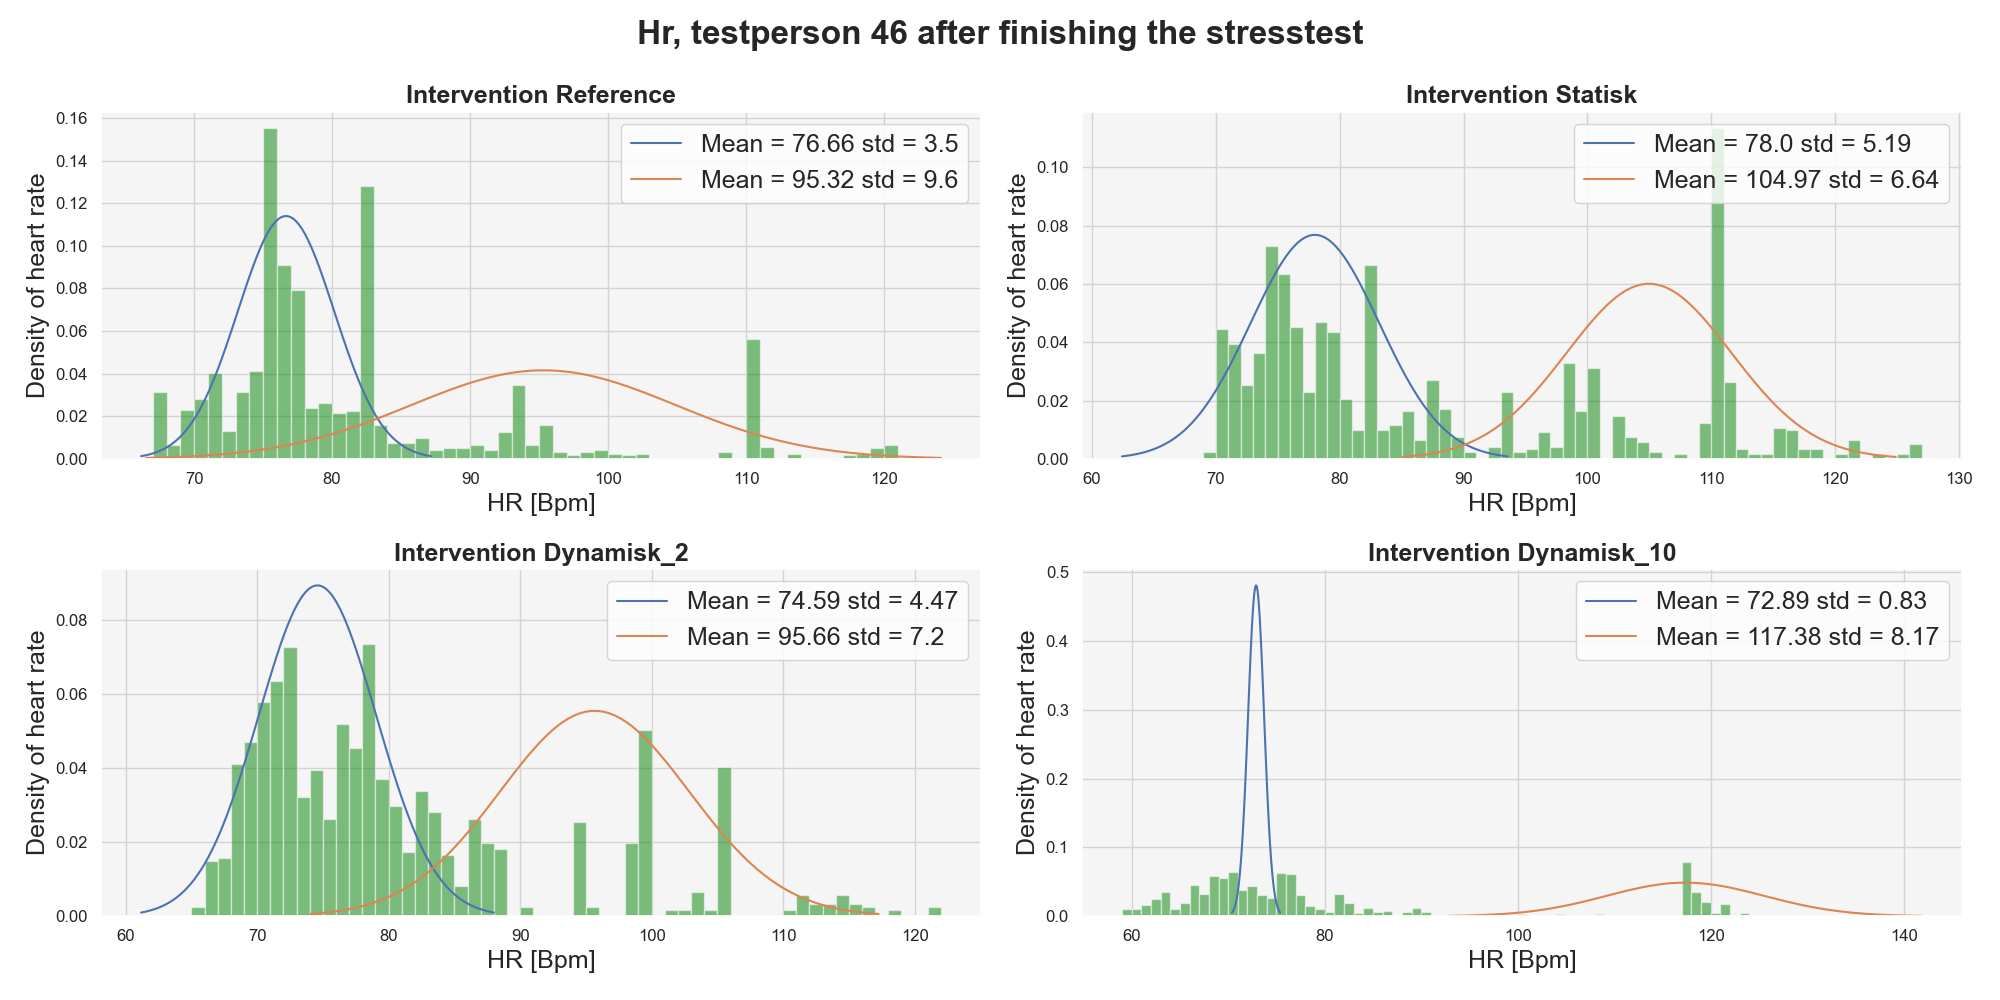 Hr, testperson 46 after finishing the stresstest
Intervention Reference
Density of heart rate
0.16
0.14
0.12
0.10
0.08
0.06
0.04
0.02
0.00
Mean = 76.66 std = 3.5
Mean = 95.32 std = 9.6
70 80 90 100 110 120
HR [Bpm]
Intervention Statisk
Density of heart rate
0.10
0.08
0.06
0.04
0.02
0.00
Mean = 78.0 std = 5.19
Mean = 104.97 std = 6.64
60 70 80 90 100 110 120 130
HR [Bpm]
Intervention Dynamisk_2
Density of heart rate
0.08
0.06
0.04
0.02
0.00
Mean = 74.59 std = 4.47
Mean = 95.66 std = 7.2
60 70 80 90 100 110 120
HR [Bpm]
Intervention Dynamisk_10
Density of heart rate
0.5
0.4
0.3
0.2
0.1
0.0
Mean = 72.89 std = 0.83
Mean = 117.38 std = 8.17
60 80 100 120 140
HR [Bpm]